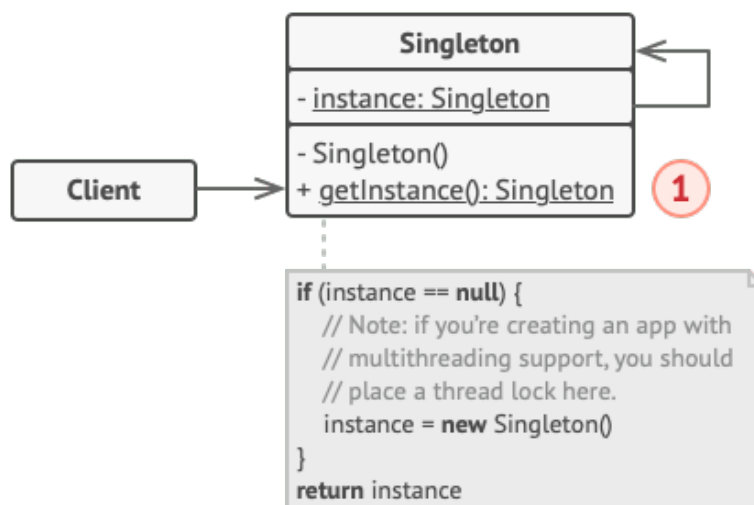 Singleton
- instance: Singleton
- Singleton()
+ getInstance(): Singleton
Client
1
if (instance == null) {
// Note: if you’re creating an app with
// multithreading support, you should
// place a thread lock here.
instance = new Singleton()
}
return instance